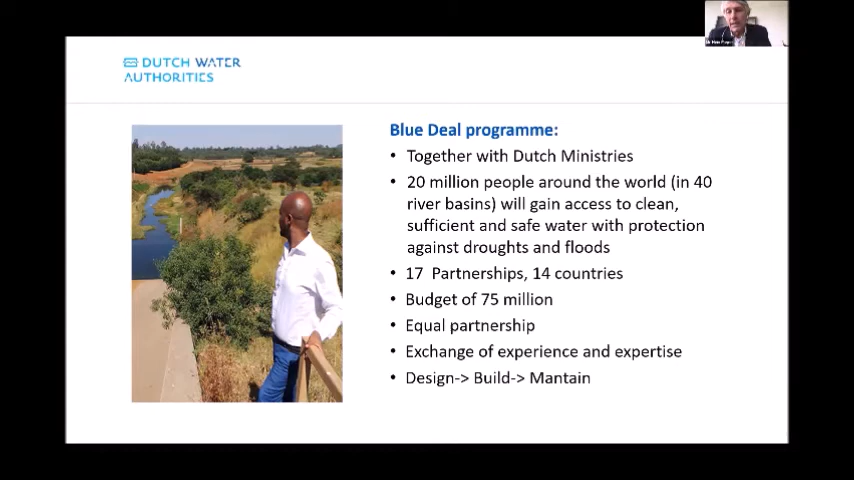 DUTCH WATER
AUTHORITIES
Blue Deal programme:
• Together with Dutch Ministries
• 20 million people around the world (in 40
river basins) will gain access to clean,
sufficient and safe water with protection
against droughts and floods
• 17 Partnerships, 14 countries
• Budget of 75 million
• Equal partnership
• Exchange of experience and expertise
• Design-> Build-> Mantain